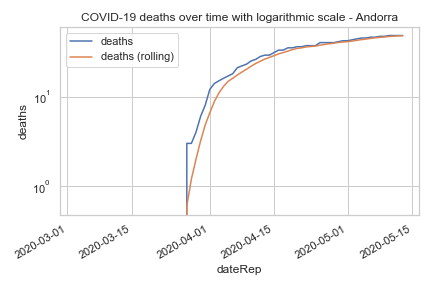 COVID-19 deaths over time with logarithmic scale - Andorra
deaths
deaths (rolling)
10¹
10⁰
deaths
2020-03-01
2020-03-15
2020-04-01
2020-04-15
2020-05-01
2020-05-15
dateRep